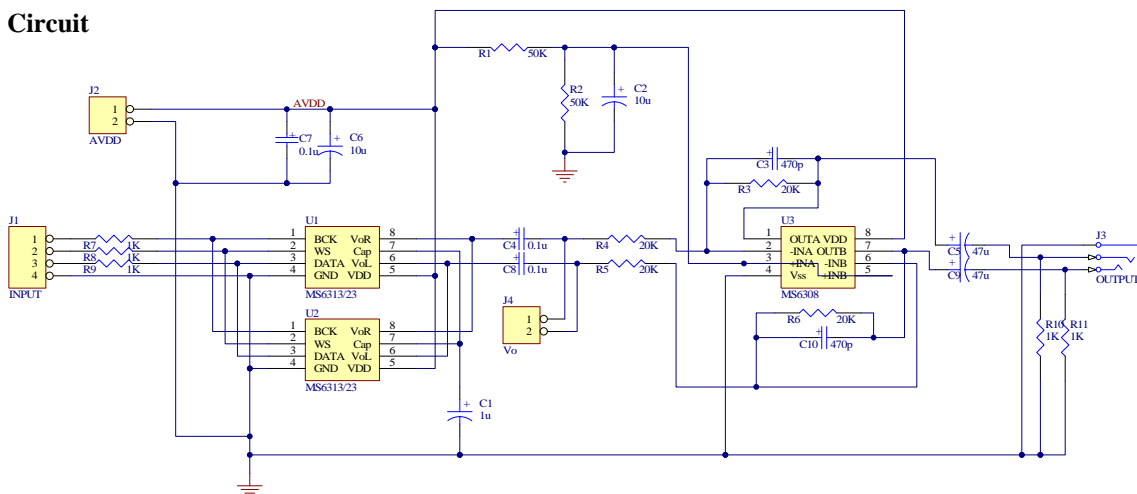 Circuit
R1
50K
J2
1
2
AVDD
AVDD
C7
0.1u
C6
10u
R2
50K
C2
10u
C3
470p
R3
20K
J1
1
2
3
4
INPUT
R7
1K
R8
1K
R9
1K
U1
1
2
3
4
BCK VoR
WS Cap
DATA VoL
GND VDD
8
7
6
5
MS6313/23
U2
1
2
3
4
BCK VoR
WS Cap
DATA VoL
GND VDD
8
7
6
5
MS6313/23
C4
0.1u
C8
0.1u
R4
20K
R5
20K
J4
1
2
Vo
C1
1u
U3
1
2
3
4
OUTA VDD
-INA OUTB
+INA -INB
Vss +INB
8
7
6
5
MS6308
R6
20K
C10
470p
C5
47u
C9
47u
J3
OUTPUT
R10
1K
R11
1K